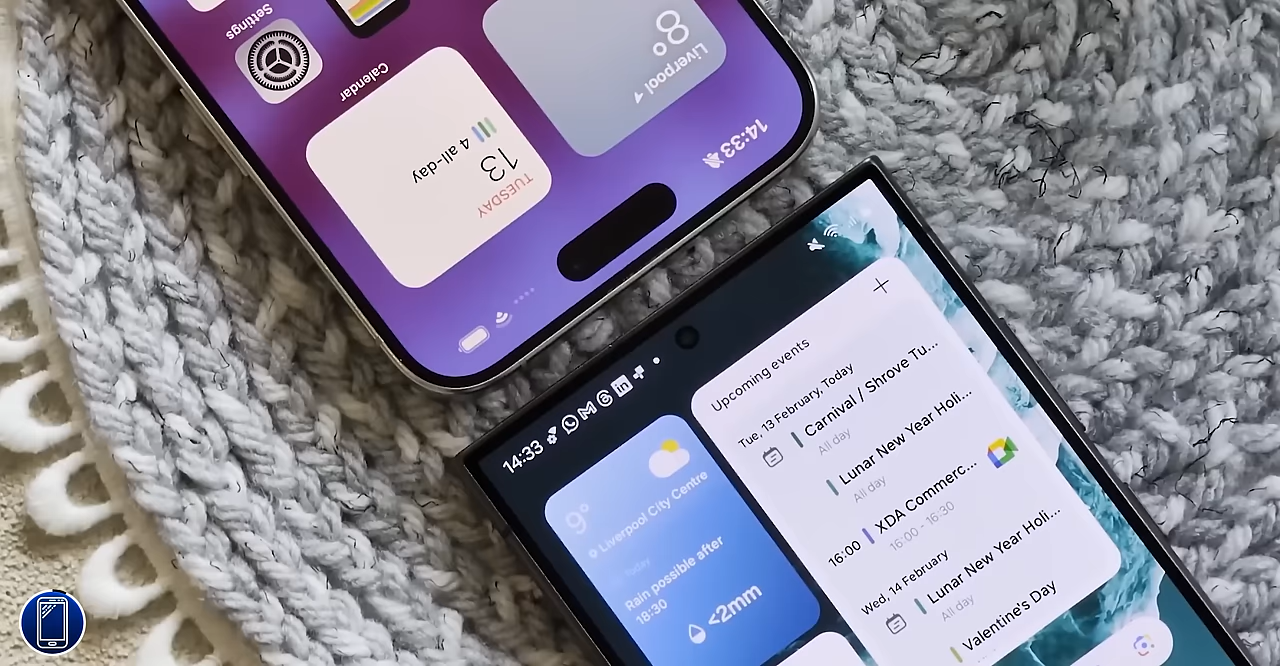 Settings
Calendar
TUESDAY
13
4 all-day
8°
Liverpool
14:33
14:33
9°
Liverpool City Centre
Today
Rain possible after
18:30
<2mm
Upcoming events
Tue, 13 February, Today
Carnival / Shrove Tu...
All day
Lunar New Year Holi...
All day
16:00
XDA Commerc...
16:00 - 16:30
Wed, 14 February
Lunar New Year Holi...
All day
Valentine's Day